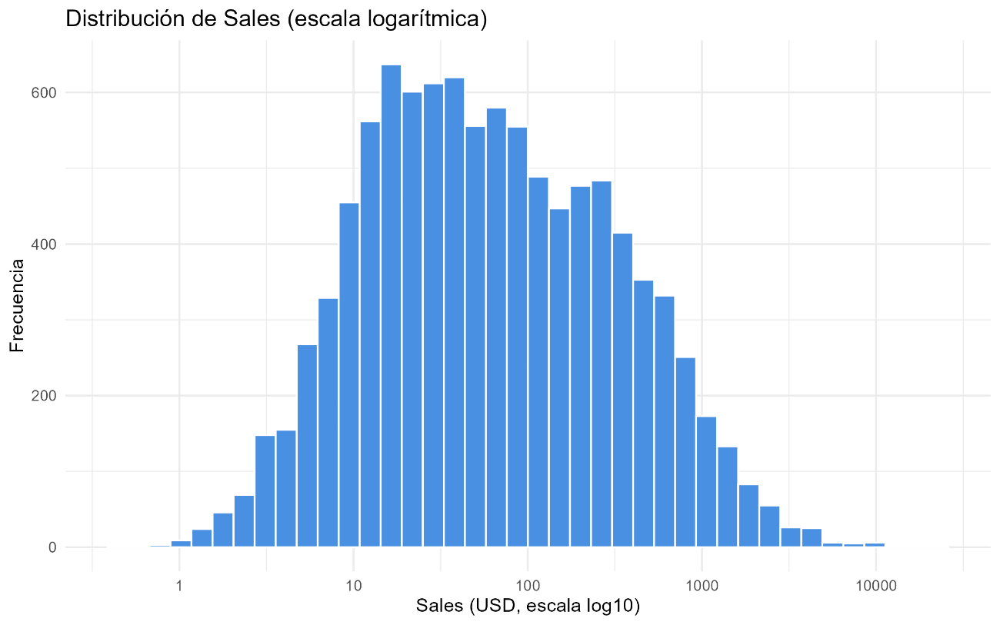 Distribución de Sales (escala logarítmica)
600
400
200
0
Frecuencia
1 10 100 1000 10000
Sales (USD, escala log10)